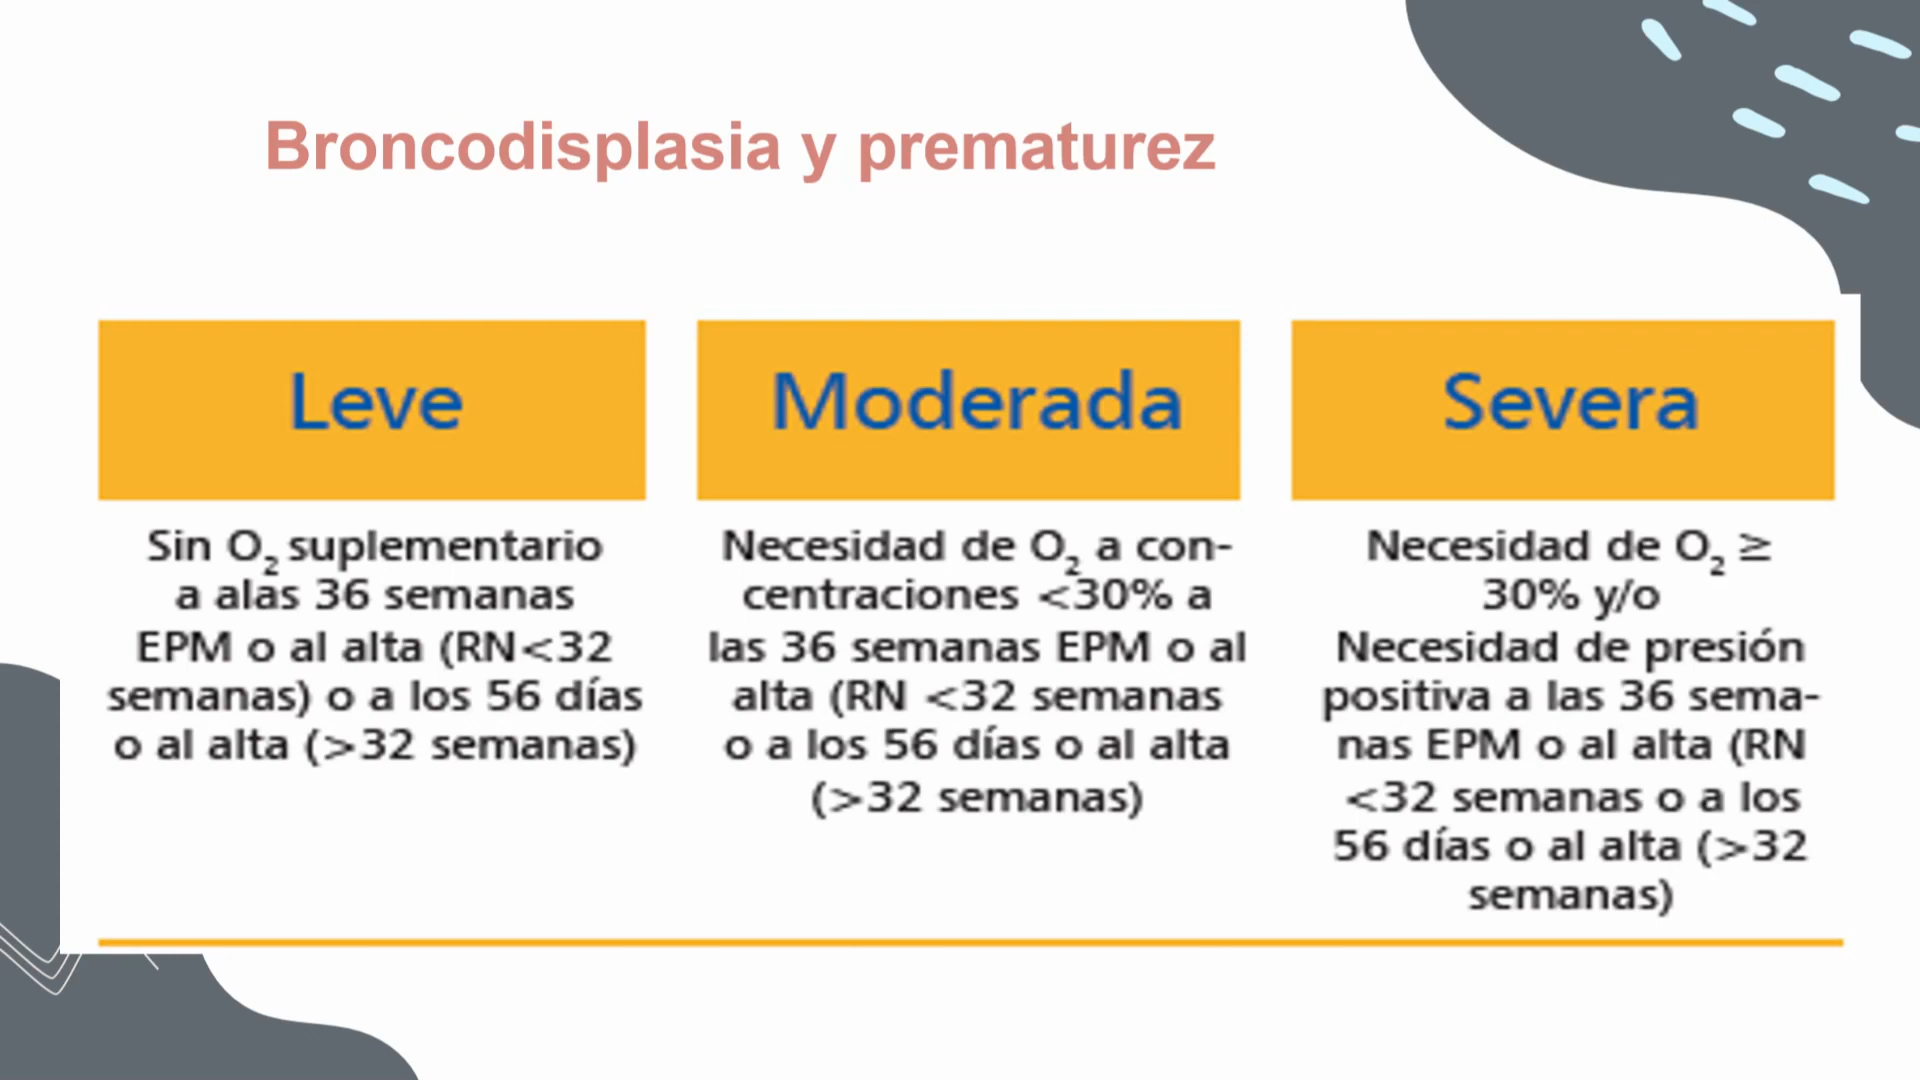 Broncodisplasia y prematurez
Leve
Sin O₂ suplementario
a alas 36 semanas
EPM o al alta (RN<32
semanas) o a los 56 días
o al alta (>32 semanas)
Moderada
Necesidad de O₂ a con-
centraciones <30% a
las 36 semanas EPM o al
alta (RN <32 semanas
o a los 56 días o al alta
(>32 semanas)
Severa
Necesidad de O₂ ≥
30% y/o
Necesidad de presión
positiva a las 36 sema-
nas EPM o al alta (RN
<32 semanas o a los
56 días o al alta (>32
semanas)